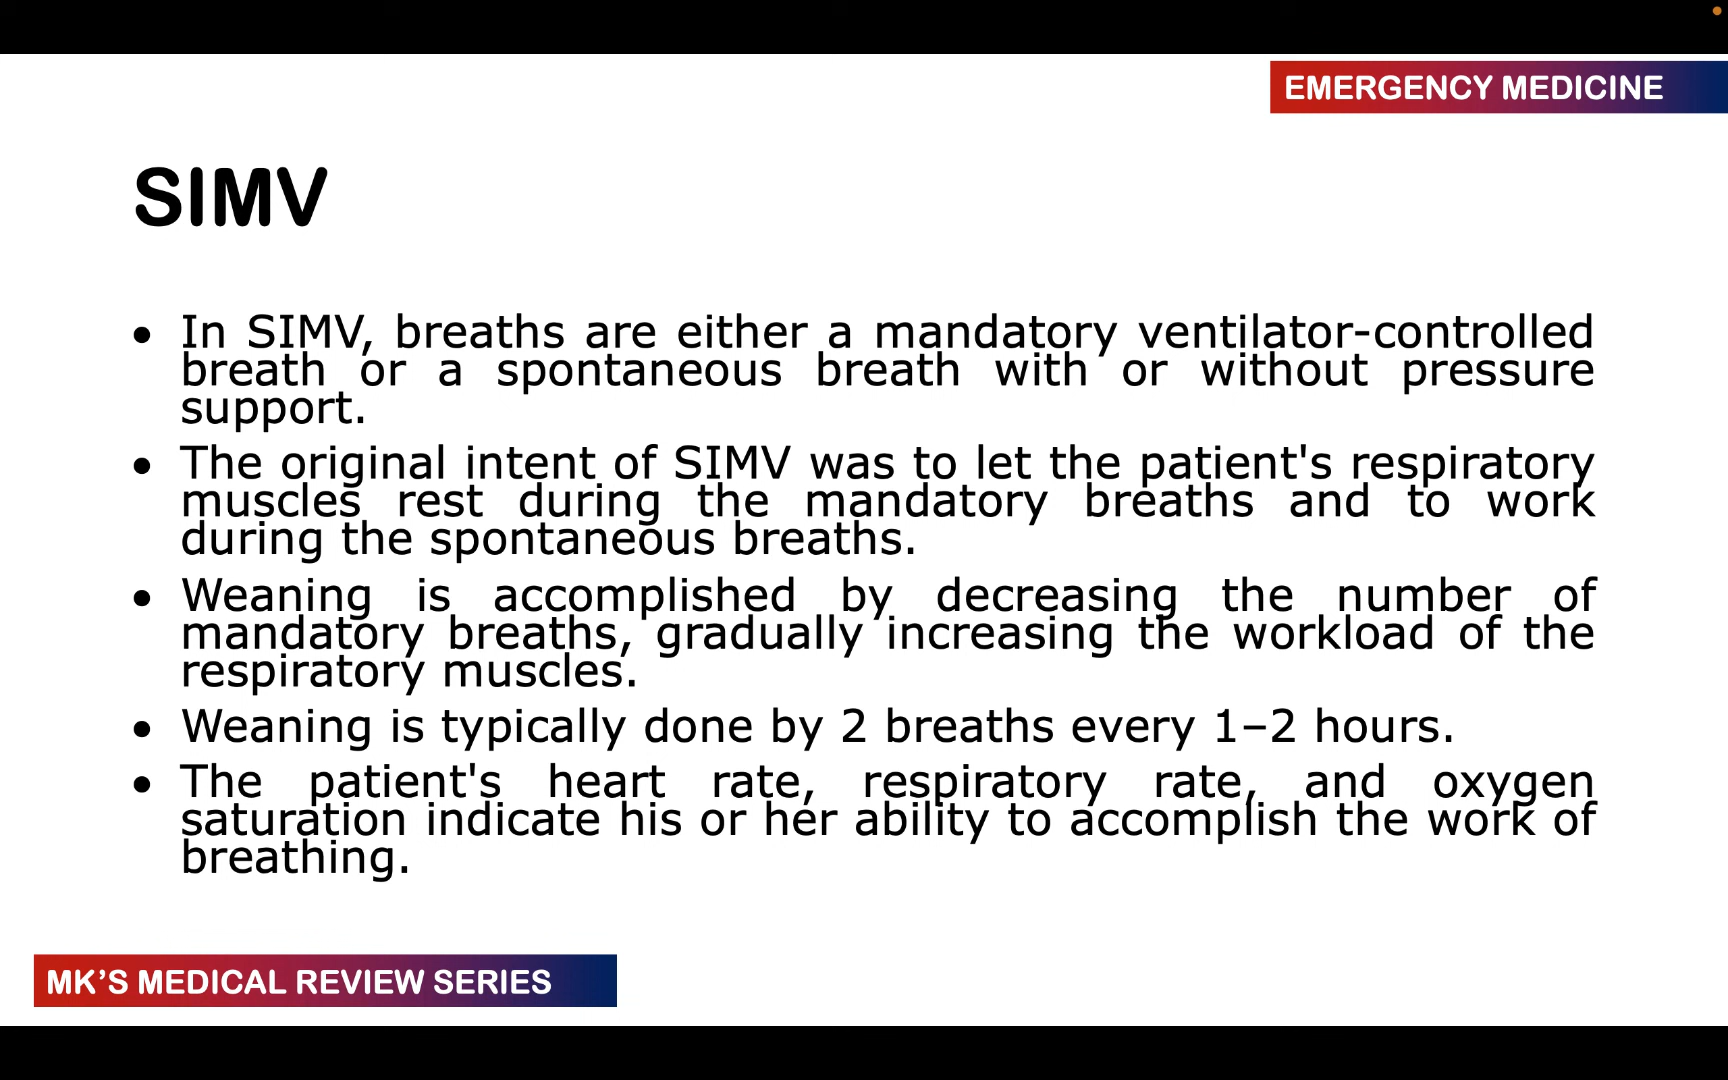 EMERGENCY MEDICINE
SIMV
• In SIMV, breaths are either a mandatory ventilator-controlled
breath or a spontaneous breath with or without pressure
support.
• The original intent of SIMV was to let the patient's respiratory
muscles rest during the mandatory breaths and to work
during the spontaneous breaths.
• Weaning is accomplished by decreasing the number of
mandatory breaths, gradually increasing the workload of the
respiratory muscles.
• Weaning is typically done by 2 breaths every 1–2 hours.
• The patient's heart rate, respiratory rate, and oxygen
saturation indicate his or her ability to accomplish the work of
breathing.
MK’S MEDICAL REVIEW SERIES